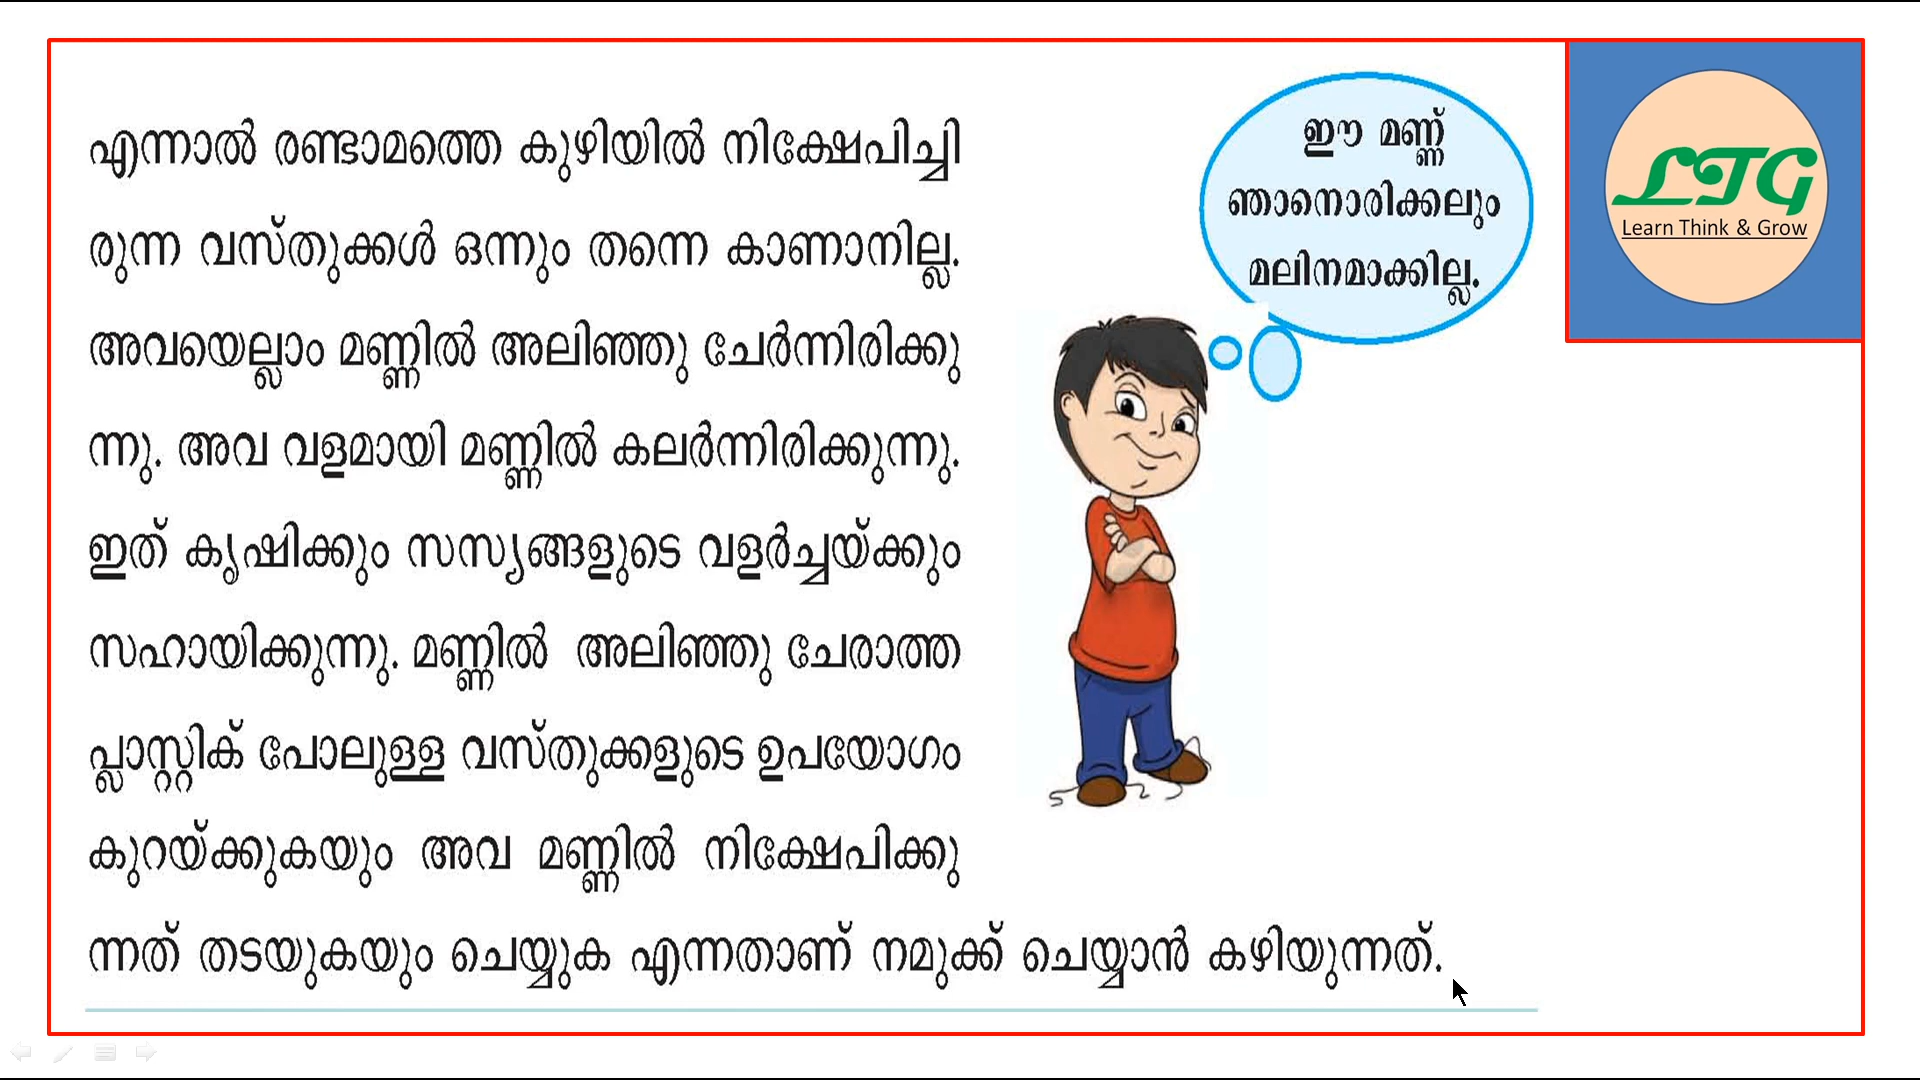 എന്നാൽ രണ്ടാമത്തെ കുഴിയിൽ നിക്ഷേപിച്ചി
രുന്ന വസ്തുക്കൾ ഒന്നും തന്നെ കാണാനില്ല.
അവയെല്ലാം മണ്ണിൽ അലിഞ്ഞു ചേർന്നിരിക്കു
ന്നു. അവ വളമായി മണ്ണിൽ കലർന്നിരിക്കുന്നു.
ഇത് കൃഷിക്കും സസ്യങ്ങളുടെ വളർച്ചയ്ക്കും
സഹായിക്കുന്നു. മണ്ണിൽ അലിഞ്ഞു ചേരാത്ത
പ്ലാസ്റ്റിക് പോലുള്ള വസ്തുക്കളുടെ ഉപയോഗം
കുറയ്ക്കുകയും അവ മണ്ണിൽ നിക്ഷേപിക്കു
ന്നത് തടയുകയും ചെയ്യുക എന്നതാണ് നമുക്ക് ചെയ്യാൻ കഴിയുന്നത്.
ഈ മണ്ണ്
ഞാനൊരിക്കലും
മലിനമാക്കില്ല.
LTG
Learn Think & Grow